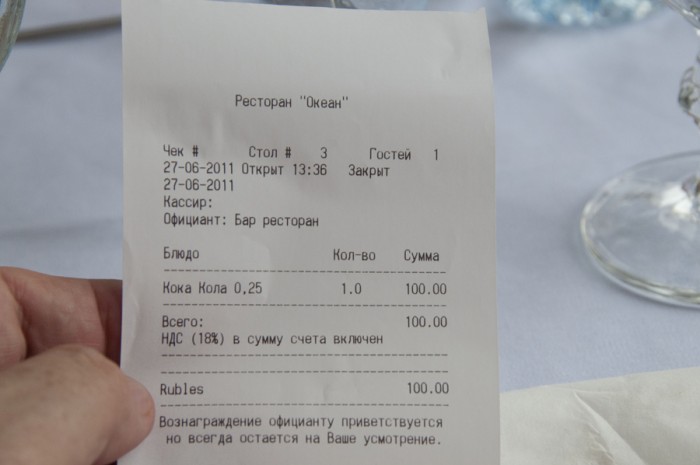 Ресторан "Океан"
Чек # Стол # 3 Гостей 1
27-06-2011 Открыт 13:36 Закрыт
27-06-2011
Кассир:
Официант: Бар ресторан
Блюдо Кол-во Сумма
Кока Кола 0,25 1.0 100.00
Всего: 100.00
НДС (18%) в сумму счета включен
Rubles 100.00
Вознаграждение официанту приветствуется
но всегда остается на Ваше усмотрение.